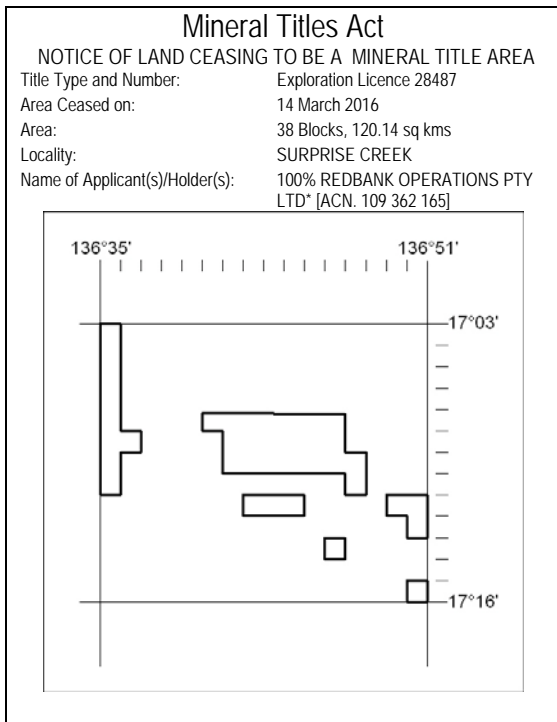 Mineral Titles Act
NOTICE OF LAND CEASING TO BE A MINERAL TITLE AREA
Title Type and Number: Exploration Licence 28487
Area Ceased on: 14 March 2016
Area: 38 Blocks, 120.14 sq kms
Locality: SURPRISE CREEK
Name of Applicant(s)/Holder(s): 100% REDBANK OPERATIONS PTY
LTD* [ACN. 109 362 165]
136°35' 136°51'
17°03'
17°16'